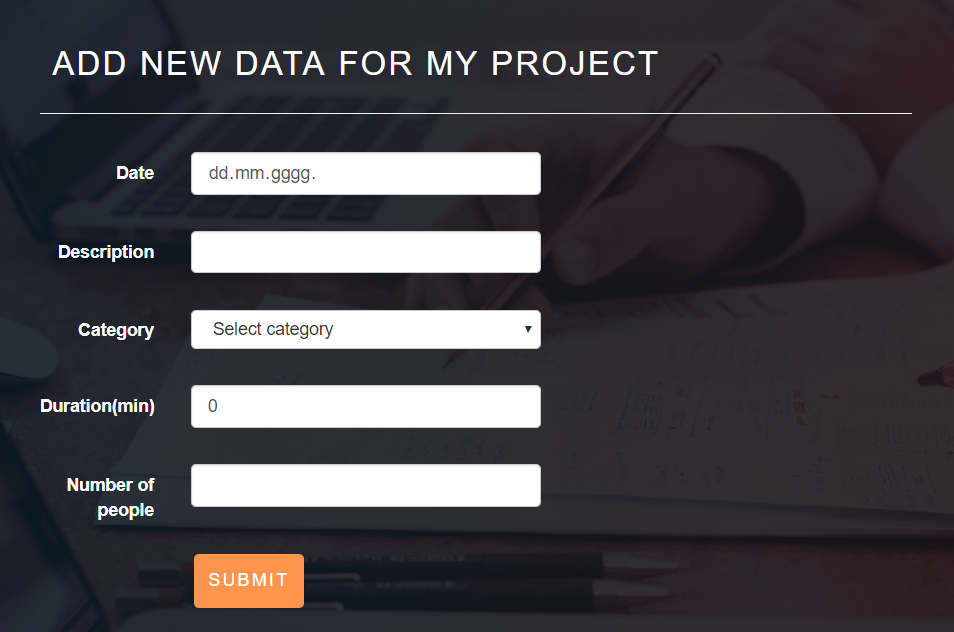 ADD NEW DATA FOR MY PROJECT
Date
dd.mm.gggg.
Description
Category
Select category
Duration(min)
0
Number of
people
SUBMIT